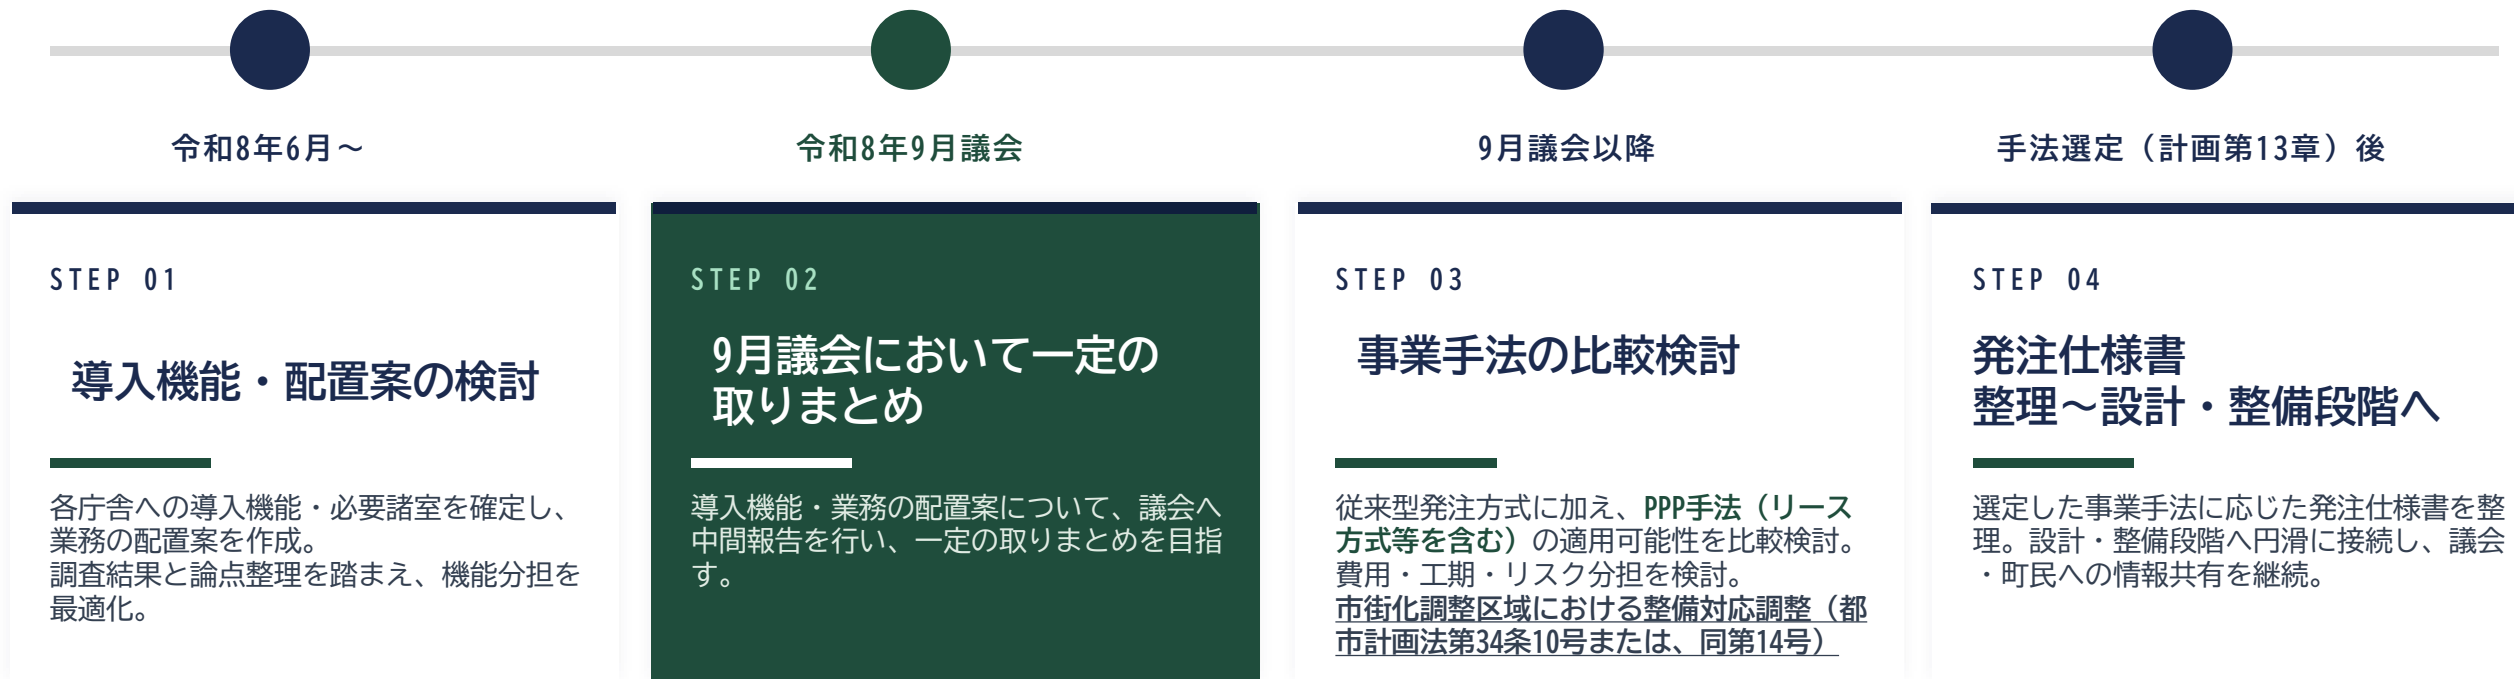 令和8年6月～
令和8年9月議会
9月議会以降
手法選定（計画第13章）後
STEP 01
導入機能・配置案の検討
各庁舎への導入機能・必要諸室を確定し、
業務の配置案を作成。
調査結果と論点整理を踏まえ、機能分担を
最適化。
STEP 02
9月議会において一定の
取りまとめ
導入機能・業務の配置案について、議会へ
中間報告を行い、一定の取りまとめを目指
す。
STEP 03
事業手法の比較検討
従来型発注方式に加え、PPP手法（リース
方式等を含む）の適用可能性を比較検討。
費用・工期・リスク分担を検討。
市街化調整区域における整備対応調整（都
市計画法第34条10号または、同第14号）
STEP 04
発注仕様書
整理～設計・整備段階へ
選定した事業手法に応じた発注仕様書を整
理。設計・整備段階へ円滑に接続し、議会
・町民への情報共有を継続。